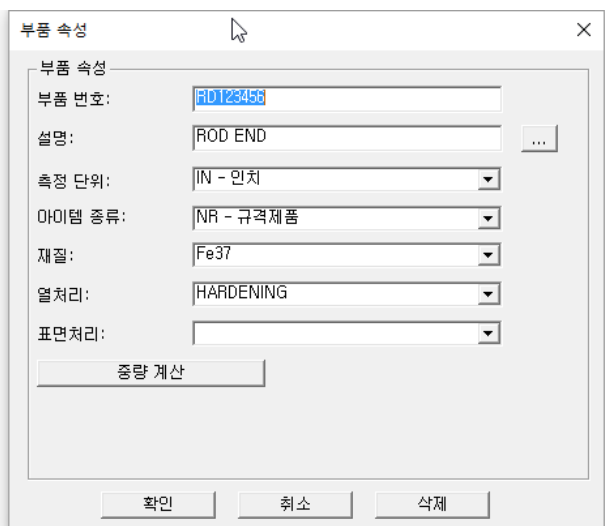 부품 속성
부품 속성
부품 번호: RD123456
설명: ROD END ...
측정 단위: IN - 인치
아이템 종류: NR - 규격제품
재질: Fe37
열처리: HARDENING
표면처리:
중량 계산
확인 취소 삭제